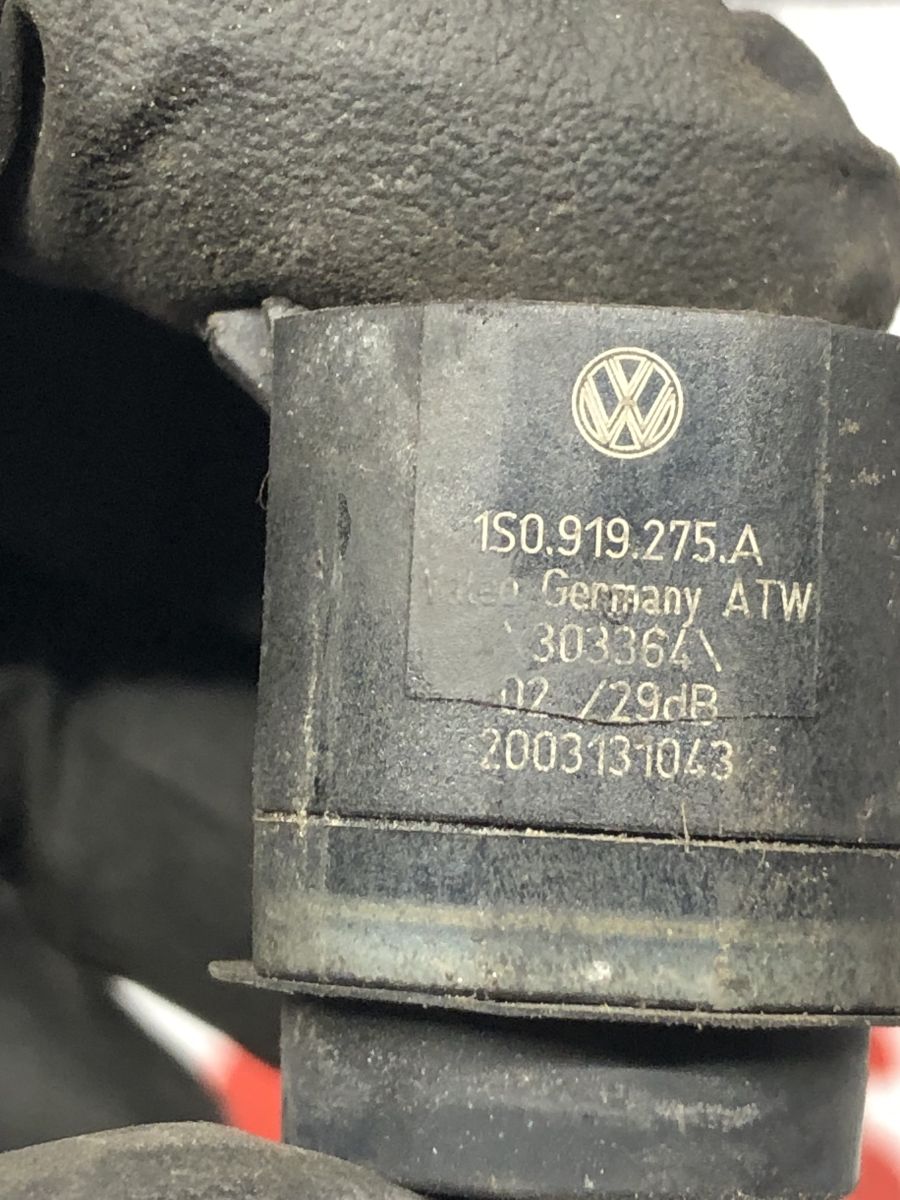 1S0.919.275.A
Germany ATW
\303364\
02 /29dB
2003131043